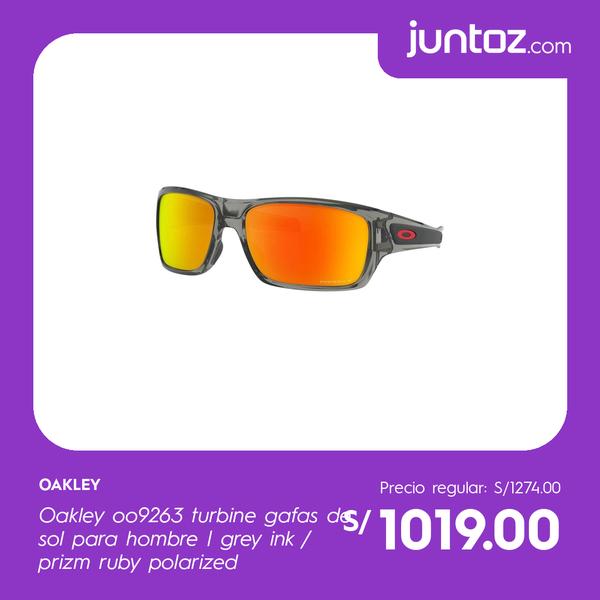 juntoz.com
OAKLEY
Precio regular: S/1274.00
Oakley oo9263 turbine gafas de
sol para hombre | grey ink /
prizm ruby polarized
S/ 1019.00